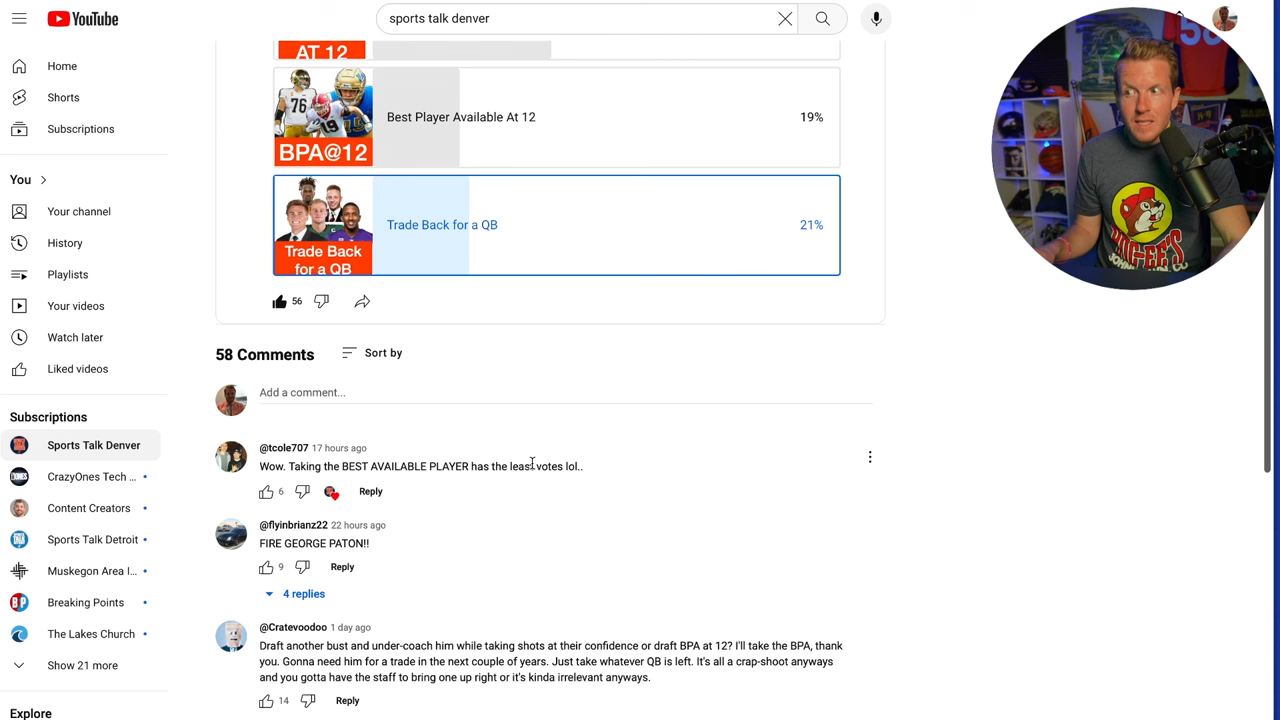 YouTube
sports talk denver
Home
Shorts
Subscriptions
You
Your channel
History
Playlists
Your videos
Watch later
Liked videos
Subscriptions
Sports Talk Denver
CrazyOnes Tech ...
Content Creators
Sports Talk Detroit
Muskegon Area I...
Breaking Points
The Lakes Church
Show 21 more
Explore
AT 12
76
19
BPA@12
Best Player Available At 12
19%
Trade Back
for a QB
Trade Back for a QB
21%
56
58 Comments
Sort by
Add a comment...
@tcole707 17 hours ago
Wow. Taking the BEST AVAILABLE PLAYER has the least votes lol..
6
Reply
@flyinbrianz22 22 hours ago
FIRE GEORGE PATON!!
9
Reply
4 replies
@Cratevoodoo 1 day ago
Draft another bust and under-coach him while taking shots at their confidence or draft BPA at 12? I'll take the BPA, thank
you. Gonna need him for a trade in the next couple of years. Just take whatever QB is left. It's all a crap-shoot anyways
and you gotta have the staff to bring one up right or it's kinda irrelevant anyways.
14
Reply
58